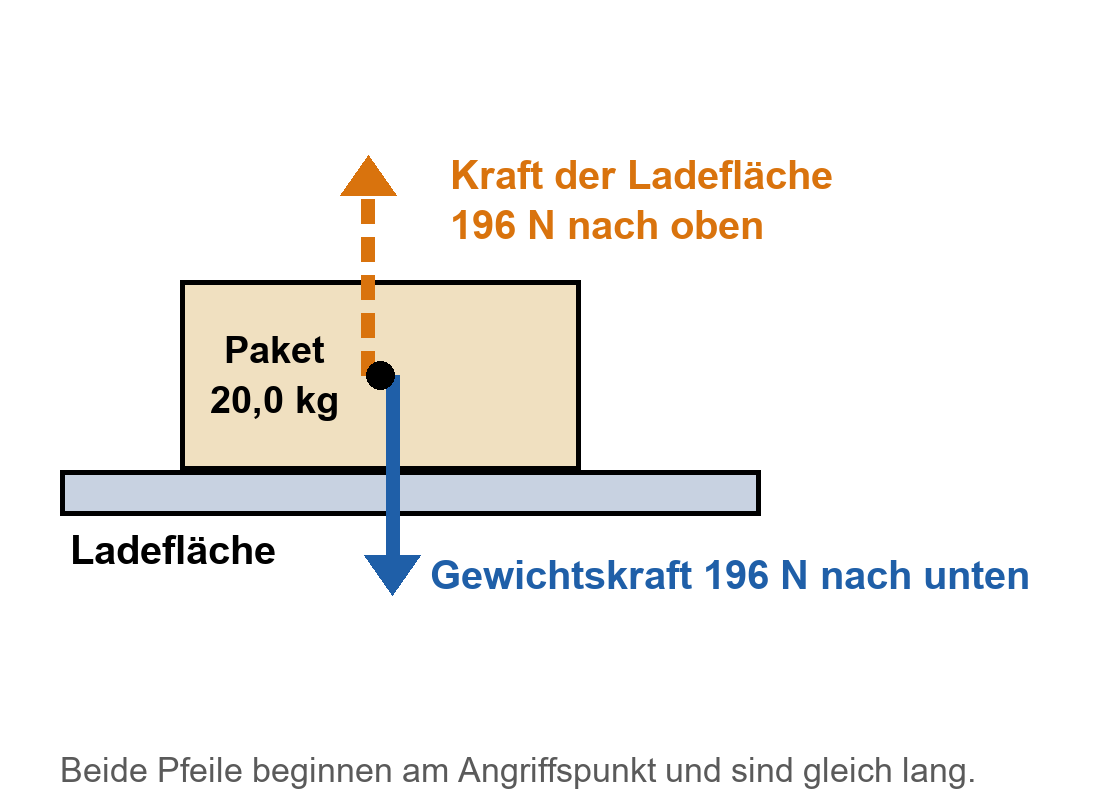 Kraft der Ladefläche
196 N nach oben
Paket
20,0 kg
Ladefläche
Gewichtskraft 196 N nach unten
Beide Pfeile beginnen am Angriffspunkt und sind gleich lang.